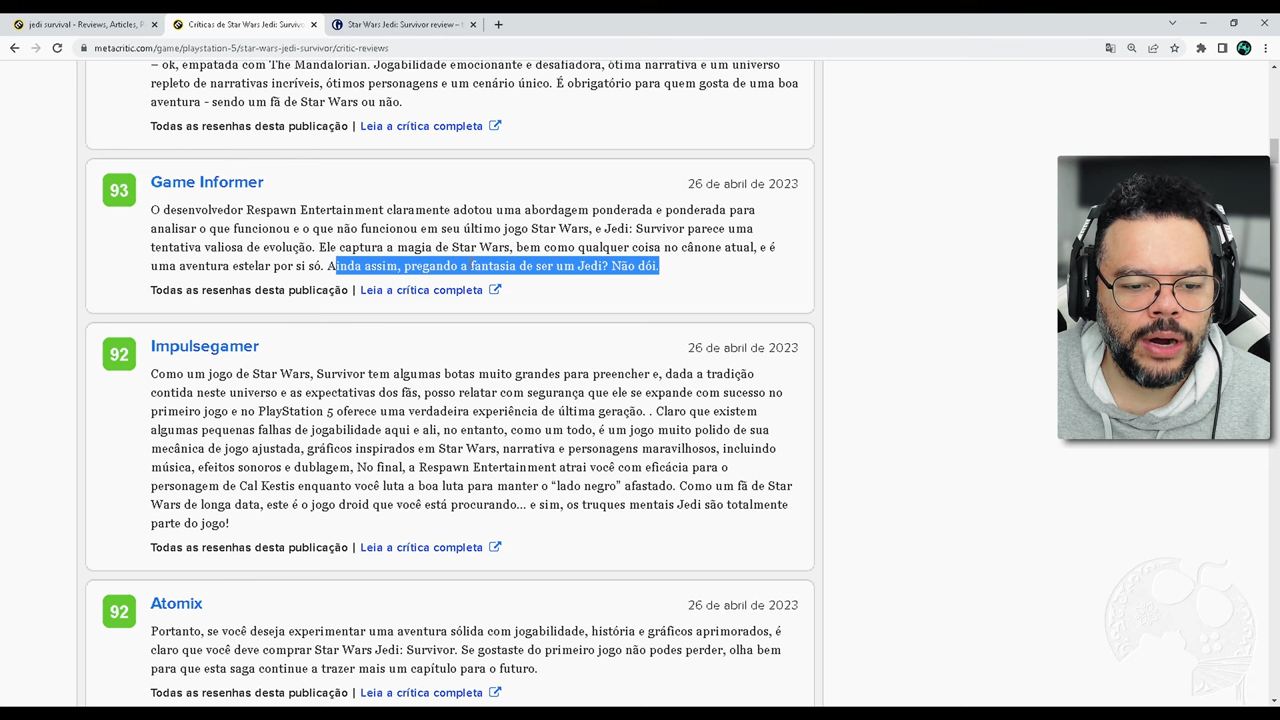 jedi survival - Reviews, Articles, P
Críticas de Star Wars Jedi: Survivo
Star Wars Jedi: Survivor review –
metacritic.com/game/playstation-5/star-wars-jedi-survivor/critic-reviews
– ok, empatada com The Mandalorian. Jogabilidade emocionante e desafiadora, ótima narrativa e um universo
repleto de narrativas incríveis, ótimos personagens e um cenário único. É obrigatório para quem gosta de uma boa
aventura - sendo um fã de Star Wars ou não.
Todas as resenhas desta publicação | Leia a crítica completa
93
Game Informer
26 de abril de 2023
O desenvolvedor Respawn Entertainment claramente adotou uma abordagem ponderada e ponderada para
analisar o que funcionou e o que não funcionou em seu último jogo Star Wars, e Jedi: Survivor parece uma
tentativa valiosa de evolução. Ele captura a magia de Star Wars, bem como qualquer coisa no cânone atual, e é
uma aventura estelar por si só. Ainda assim, pregando a fantasia de ser um Jedi? Não dói.
Todas as resenhas desta publicação | Leia a crítica completa
92
Impulsegamer
26 de abril de 2023
Como um jogo de Star Wars, Survivor tem algumas botas muito grandes para preencher e, dada a tradição
contida neste universo e as expectativas dos fãs, posso relatar com segurança que ele se expande com sucesso no
primeiro jogo e no PlayStation 5 oferece uma verdadeira experiência de última geração. . Claro que existem
algumas pequenas falhas de jogabilidade aqui e ali, no entanto, como um todo, é um jogo muito polido de sua
mecânica de jogo ajustada, gráficos inspirados em Star Wars, narrativa e personagens maravilhosos, incluindo
música, efeitos sonoros e dublagem, No final, a Respawn Entertainment atrai você com eficácia para o
personagem de Cal Kestis enquanto você luta a boa luta para manter o “lado negro” afastado. Como um fã de Star
Wars de longa data, este é o jogo droid que você está procurando... e sim, os truques mentais Jedi são totalmente
parte do jogo!
Todas as resenhas desta publicação | Leia a crítica completa
92
Atomix
26 de abril de 2023
Portanto, se você deseja experimentar uma aventura sólida com jogabilidade, história e gráficos aprimorados, é
claro que você deve comprar Star Wars Jedi: Survivor. Se gostaste do primeiro jogo não podes perder, olha bem
para que esta saga continue a trazer mais um capítulo para o futuro.
Todas as resenhas desta publicação | Leia a crítica completa